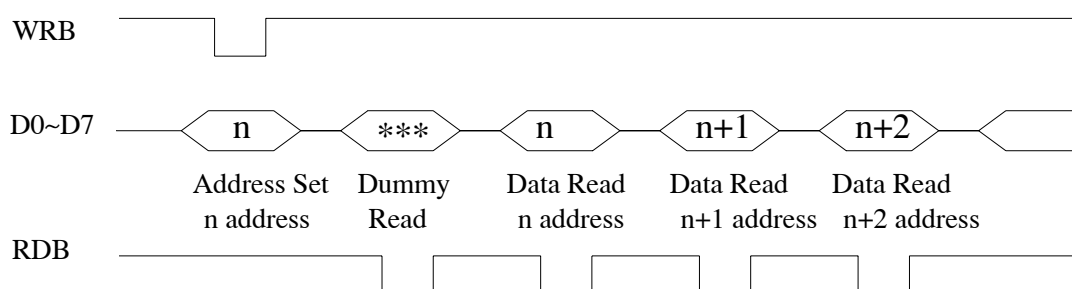 WRB
D0~D7
n
***
n
n+1
n+2
Address Set
n address
Dummy
Read
Data Read
n address
Data Read
n+1 address
Data Read
n+2 address
RDB